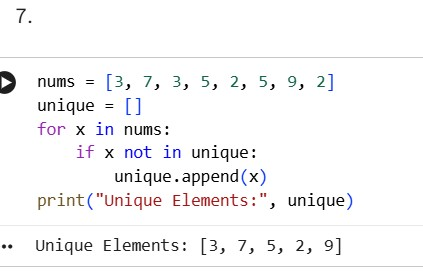 7.
nums = [3, 7, 3, 5, 2, 5, 9, 2]
unique = []
for x in nums:
    if x not in unique:
        unique.append(x)
print("Unique Elements:", unique)
Unique Elements: [3, 7, 5, 2, 9]